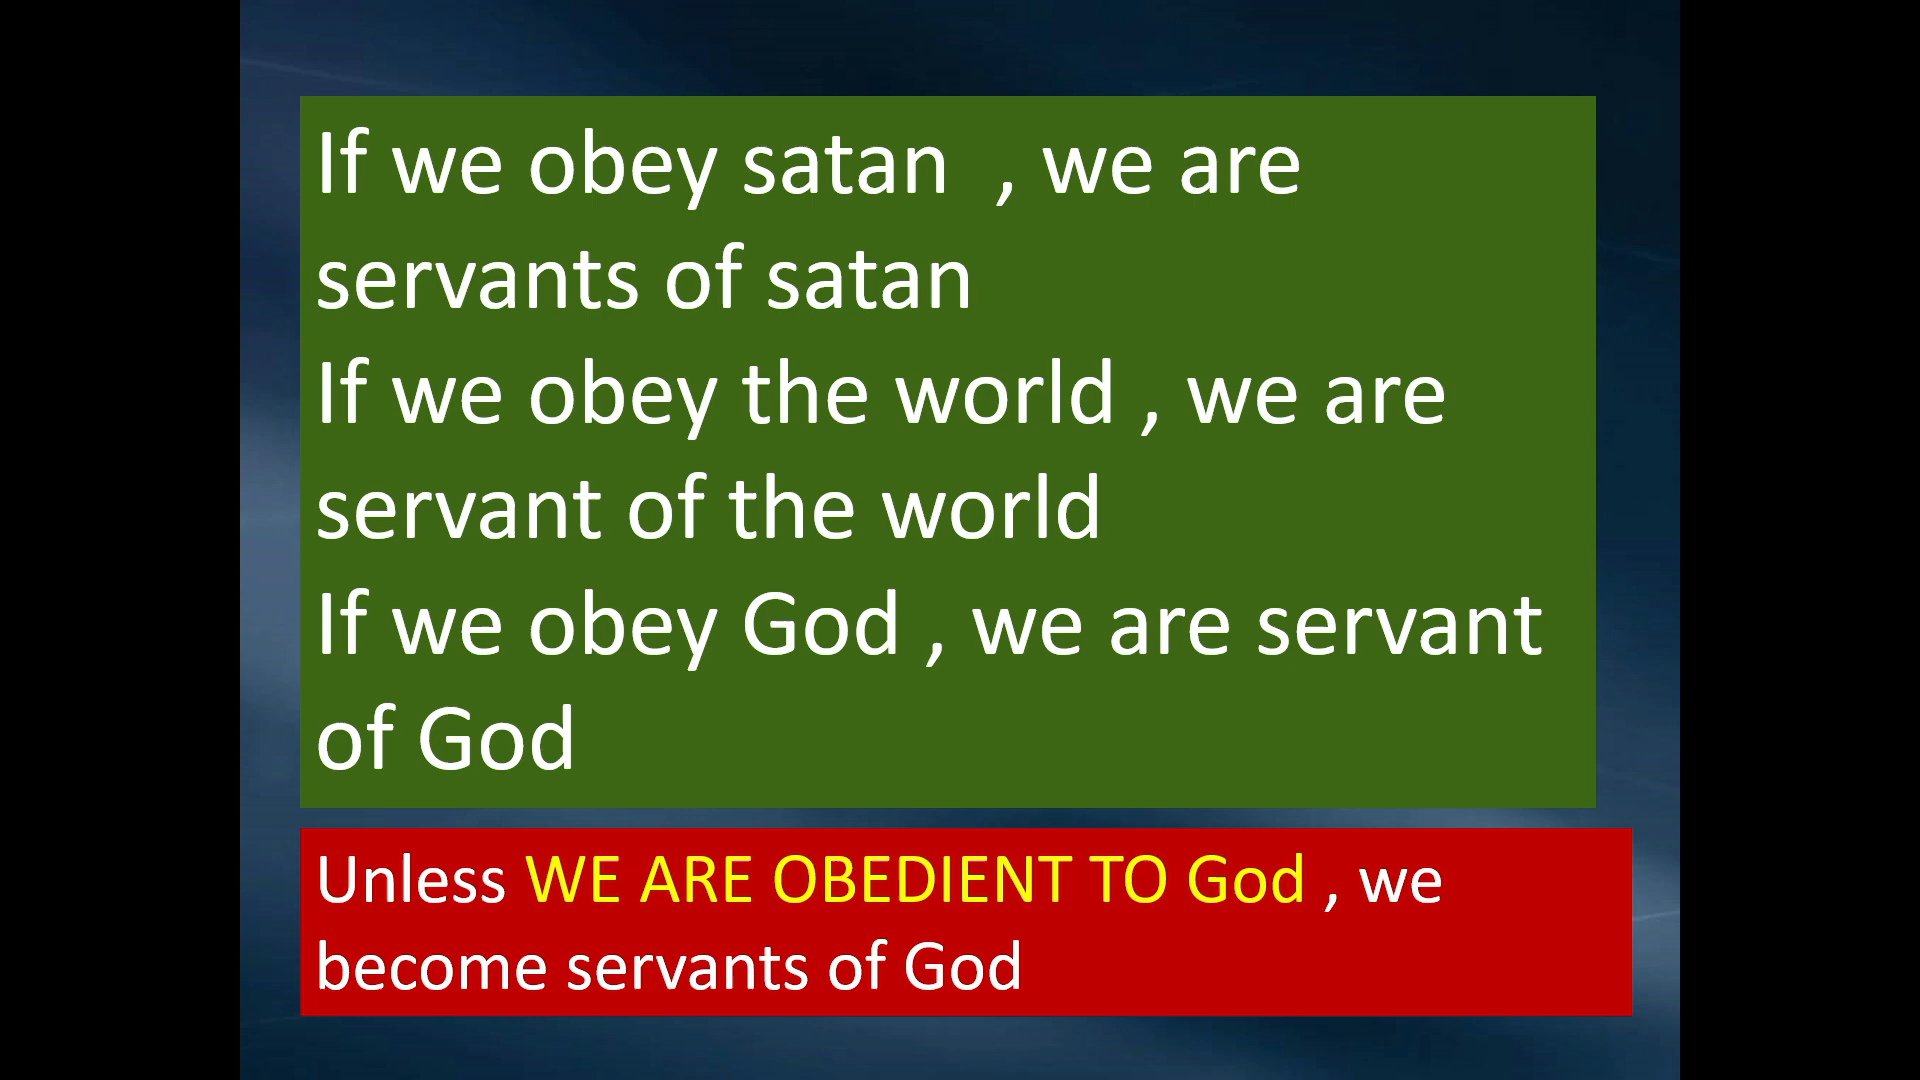 If we obey satan  , we are
servants of satan
If we obey the world , we are
servant of the world
If we obey God , we are servant
of God
Unless WE ARE OBEDIENT TO God , we
become servants of God